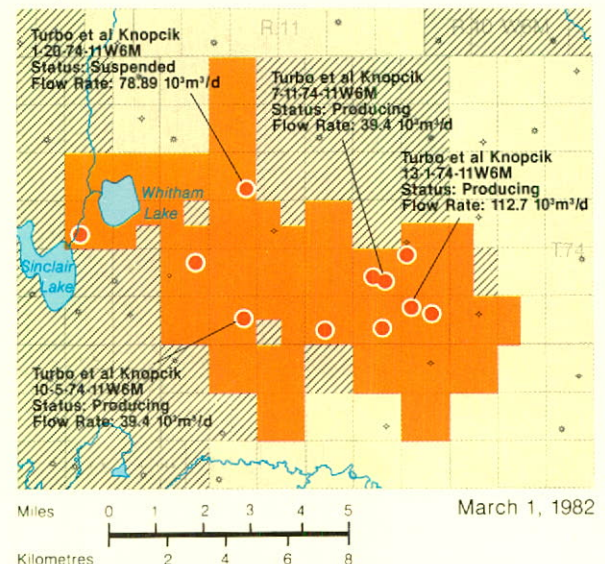 R.11
R.10 W6M
Turbo et al Knopcik
1-20-74-11W6M
Status: Suspended
Flow Rate: 78.89 10³m³/d
Turbo et al Knopcik
7-11-74-11W6M
Status: Producing
Flow Rate: 39.4 10³m³/d
Turbo et al Knopcik
13-1-74-11W6M
Status: Producing
Flow Rate: 112.7 10³m³/d
Whitham
Lake
Sinclair
Lake
T.74
Turbo et al Knopcik
10-5-74-11W6M
Status: Producing
Flow Rate: 39.4 10³m³/d
March 1, 1982
Miles 0 1 2 3 4 5
Kilometres 2 4 6 8